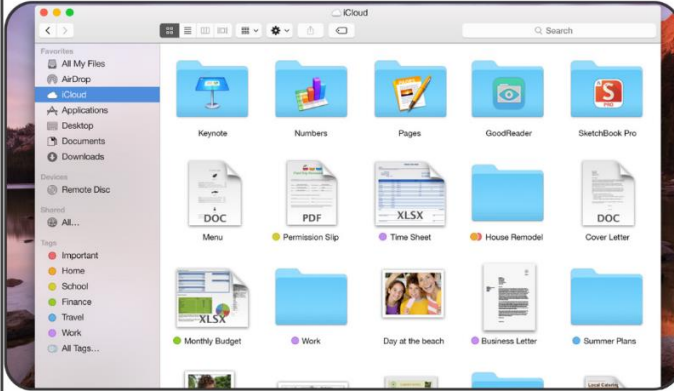 iCloud
Search
Favorites
All My Files
AirDrop
iCloud
Applications
Desktop
Documents
Downloads
Devices
Remote Disc
Shared
All...
Tags
Important
Home
School
Finance
Travel
Work
All Tags...
Keynote
Numbers
Pages
GoodReader
S
PRO
SketchBook Pro
DOC
Menu
PDF
Permission Slip
XLSX
Time Sheet
House Remodel
DOC
Cover Letter
XLSX
Monthly Budget
Work
Day at the beach
Business Letter
Summer Plans
Local Catering